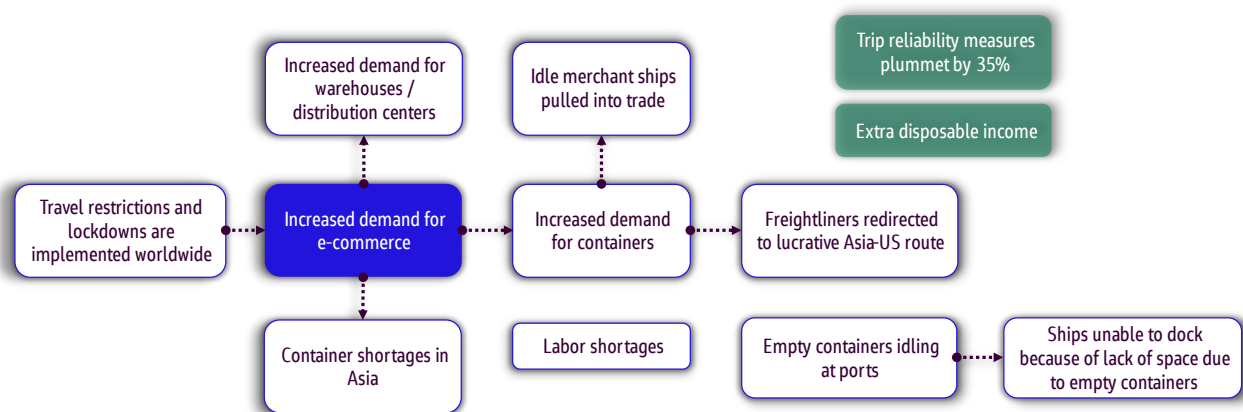 Trip reliability measures
plummet by 35%
Increased demand for
warehouses /
distribution centers
Idle merchant ships
pulled into trade
Extra disposable income
Travel restrictions and
lockdowns are
implemented worldwide
Increased demand for
e-commerce
Increased demand
for containers
Freightliners redirected
to lucrative Asia-US route
Container shortages in
Asia
Labor shortages
Empty containers idling
at ports
Ships unable to dock
because of lack of space due
to empty containers